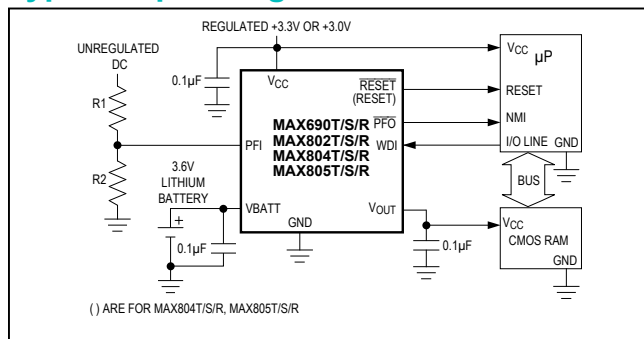 REGULATED +3.3V OR +3.0V
UNREGULATED
DC
R1
R2
0.1µF
VCC
RESET
(RESET)
PFO
WDI
PFI
MAX690T/S/R
MAX802T/S/R
MAX804T/S/R
MAX805T/S/R
VCC
µP
RESET
NMI
I/O LINE
GND
BUS
3.6V
LITHIUM
BATTERY
+
0.1µF
VBATT
GND
VOUT
0.1µF
VCC
CMOS RAM
GND
( ) ARE FOR MAX804T/S/R, MAX805T/S/R